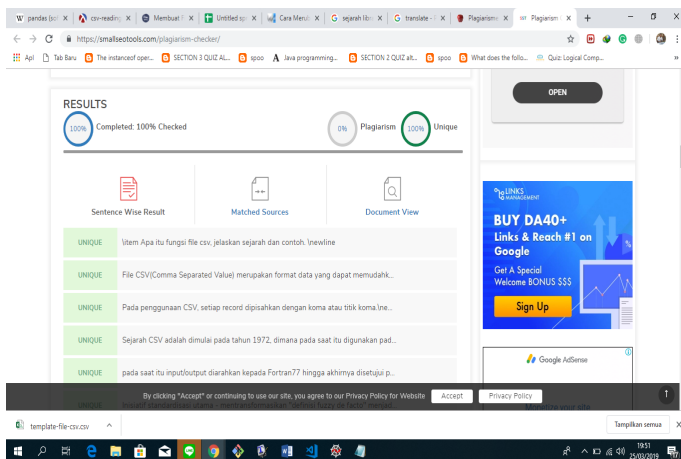 pandas (sof
csv-reading
Membuat F
Untitled spr
Cara Meruba
sejarah libra
translate - P
Plagiarisme
Plagiarism C
https://smallseotools.com/plagiarism-checker/
Apl
Tab Baru
The instanceof oper...
SECTION 3 QUIZ AL...
spoo
Java programming...
SECTION 2 QUIZ alt...
spoo
What does the follo...
Quiz: Logical Comp...
»
OPEN
RESULTS
100%
Completed: 100% Checked
0%
Plagiarism
100%
Unique
Sentence Wise Result
Matched Sources
Document View
UNIQUE
\item Apa itu fungsi file csv, jelaskan sejarah dan contoh. \newline
UNIQUE
File CSV(Comma Separated Value) merupakan format data yang dapat memudahk...
UNIQUE
Pada penggunaan CSV, setiap record dipisahkan dengan koma atau titik koma.\ne...
UNIQUE
Sejarah CSV adalah dimulai pada tahun 1972, dimana pada saat itu digunakan pad...
UNIQUE
pada saat itu input/output diarahkan kepada Fortran77 hingga akhirnya disetujui p...
LINKS
MANAGEMENT
BUY DA40+
Links & Reach #1 on
Google
Get A Special
Welcome BONUS $$$
Sign Up
Google AdSense
By clicking "Accept" or continuing to use our site, you agree to our Privacy Policy for Website
Accept
Privacy Policy
template-file-csv.csv
Tampilkan semua
19:51
25/03/2019